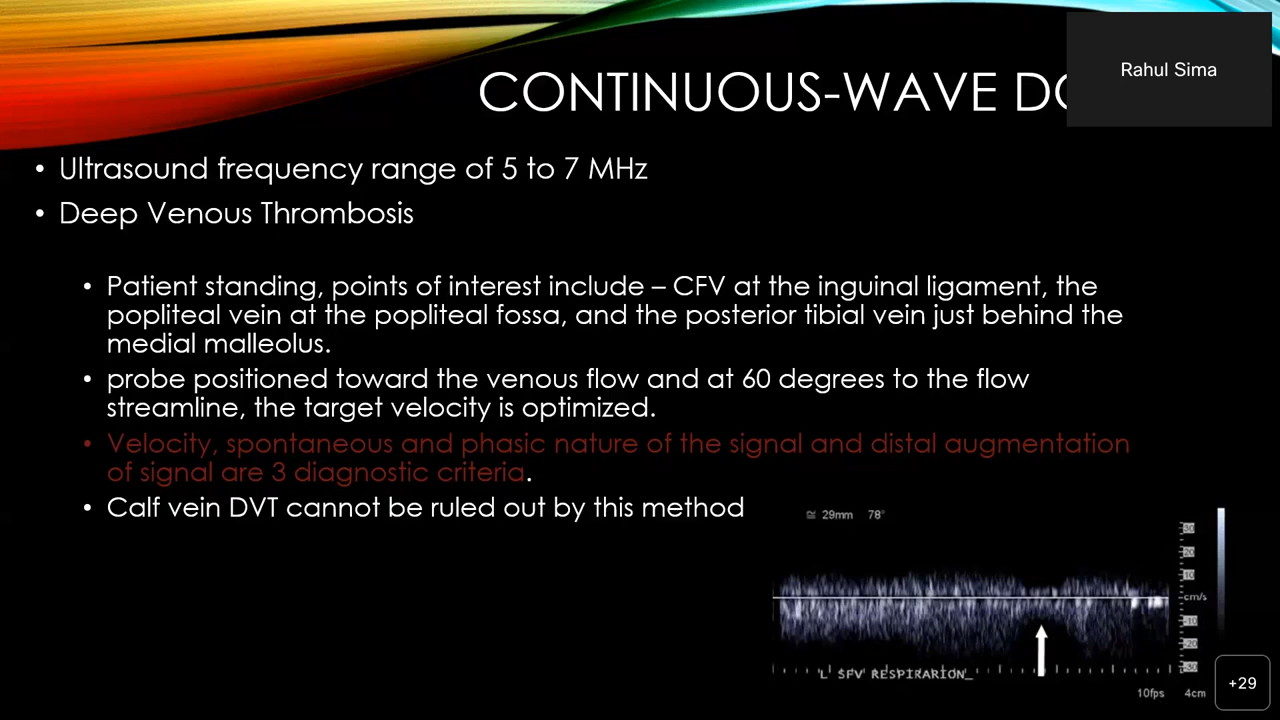 Rahul Sima
CONTINUOUS-WAVE DO
• Ultrasound frequency range of 5 to 7 MHz
• Deep Venous Thrombosis
• Patient standing, points of interest include – CFV at the inguinal ligament, the
popliteal vein at the popliteal fossa, and the posterior tibial vein just behind the
medial malleolus.
• probe positioned toward the venous flow and at 60 degrees to the flow
streamline, the target velocity is optimized.
• Velocity, spontaneous and phasic nature of the signal and distal augmentation
of signal are 3 diagnostic criteria.
• Calf vein DVT cannot be ruled out by this method
29mm 78°
cm/s
L SFV RESPIRARION_
10fps 4cm
+29